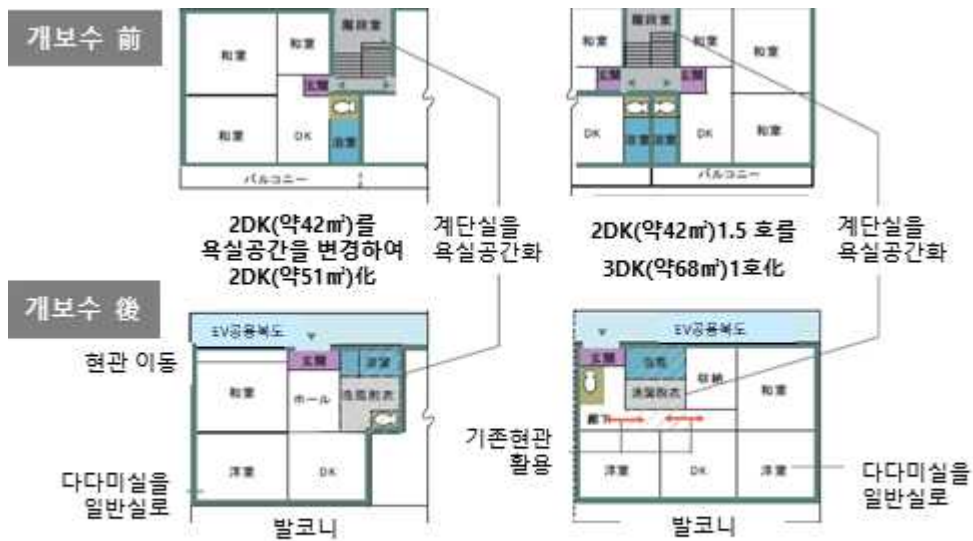 개보수 前
和室
和室
階段室
玄関
和室
DK
浴室
バルコニー
階段室
和室
和室
和室
玄関
玄関
DK
浴室
浴室
DK
和室
バルコニー
2DK(약42㎡)를
욕실공간을 변경하여
2DK(약51㎡)化
계단실을
욕실공간화
2DK(약42㎡)1.5 호를
3DK(약68㎡)1호化
계단실을
욕실공간화
개보수 後
EV공용복도
현관 이동
玄関
浴室
和室
ホール
洗面脱衣
洋室
DK
다다미실을
일반실로
발코니
EV공용복도
玄関
浴室
収納
和室
洗面脱衣
廊下
기존현관
활용
洋室
DK
洋室
다다미실을
일반실로
발코니